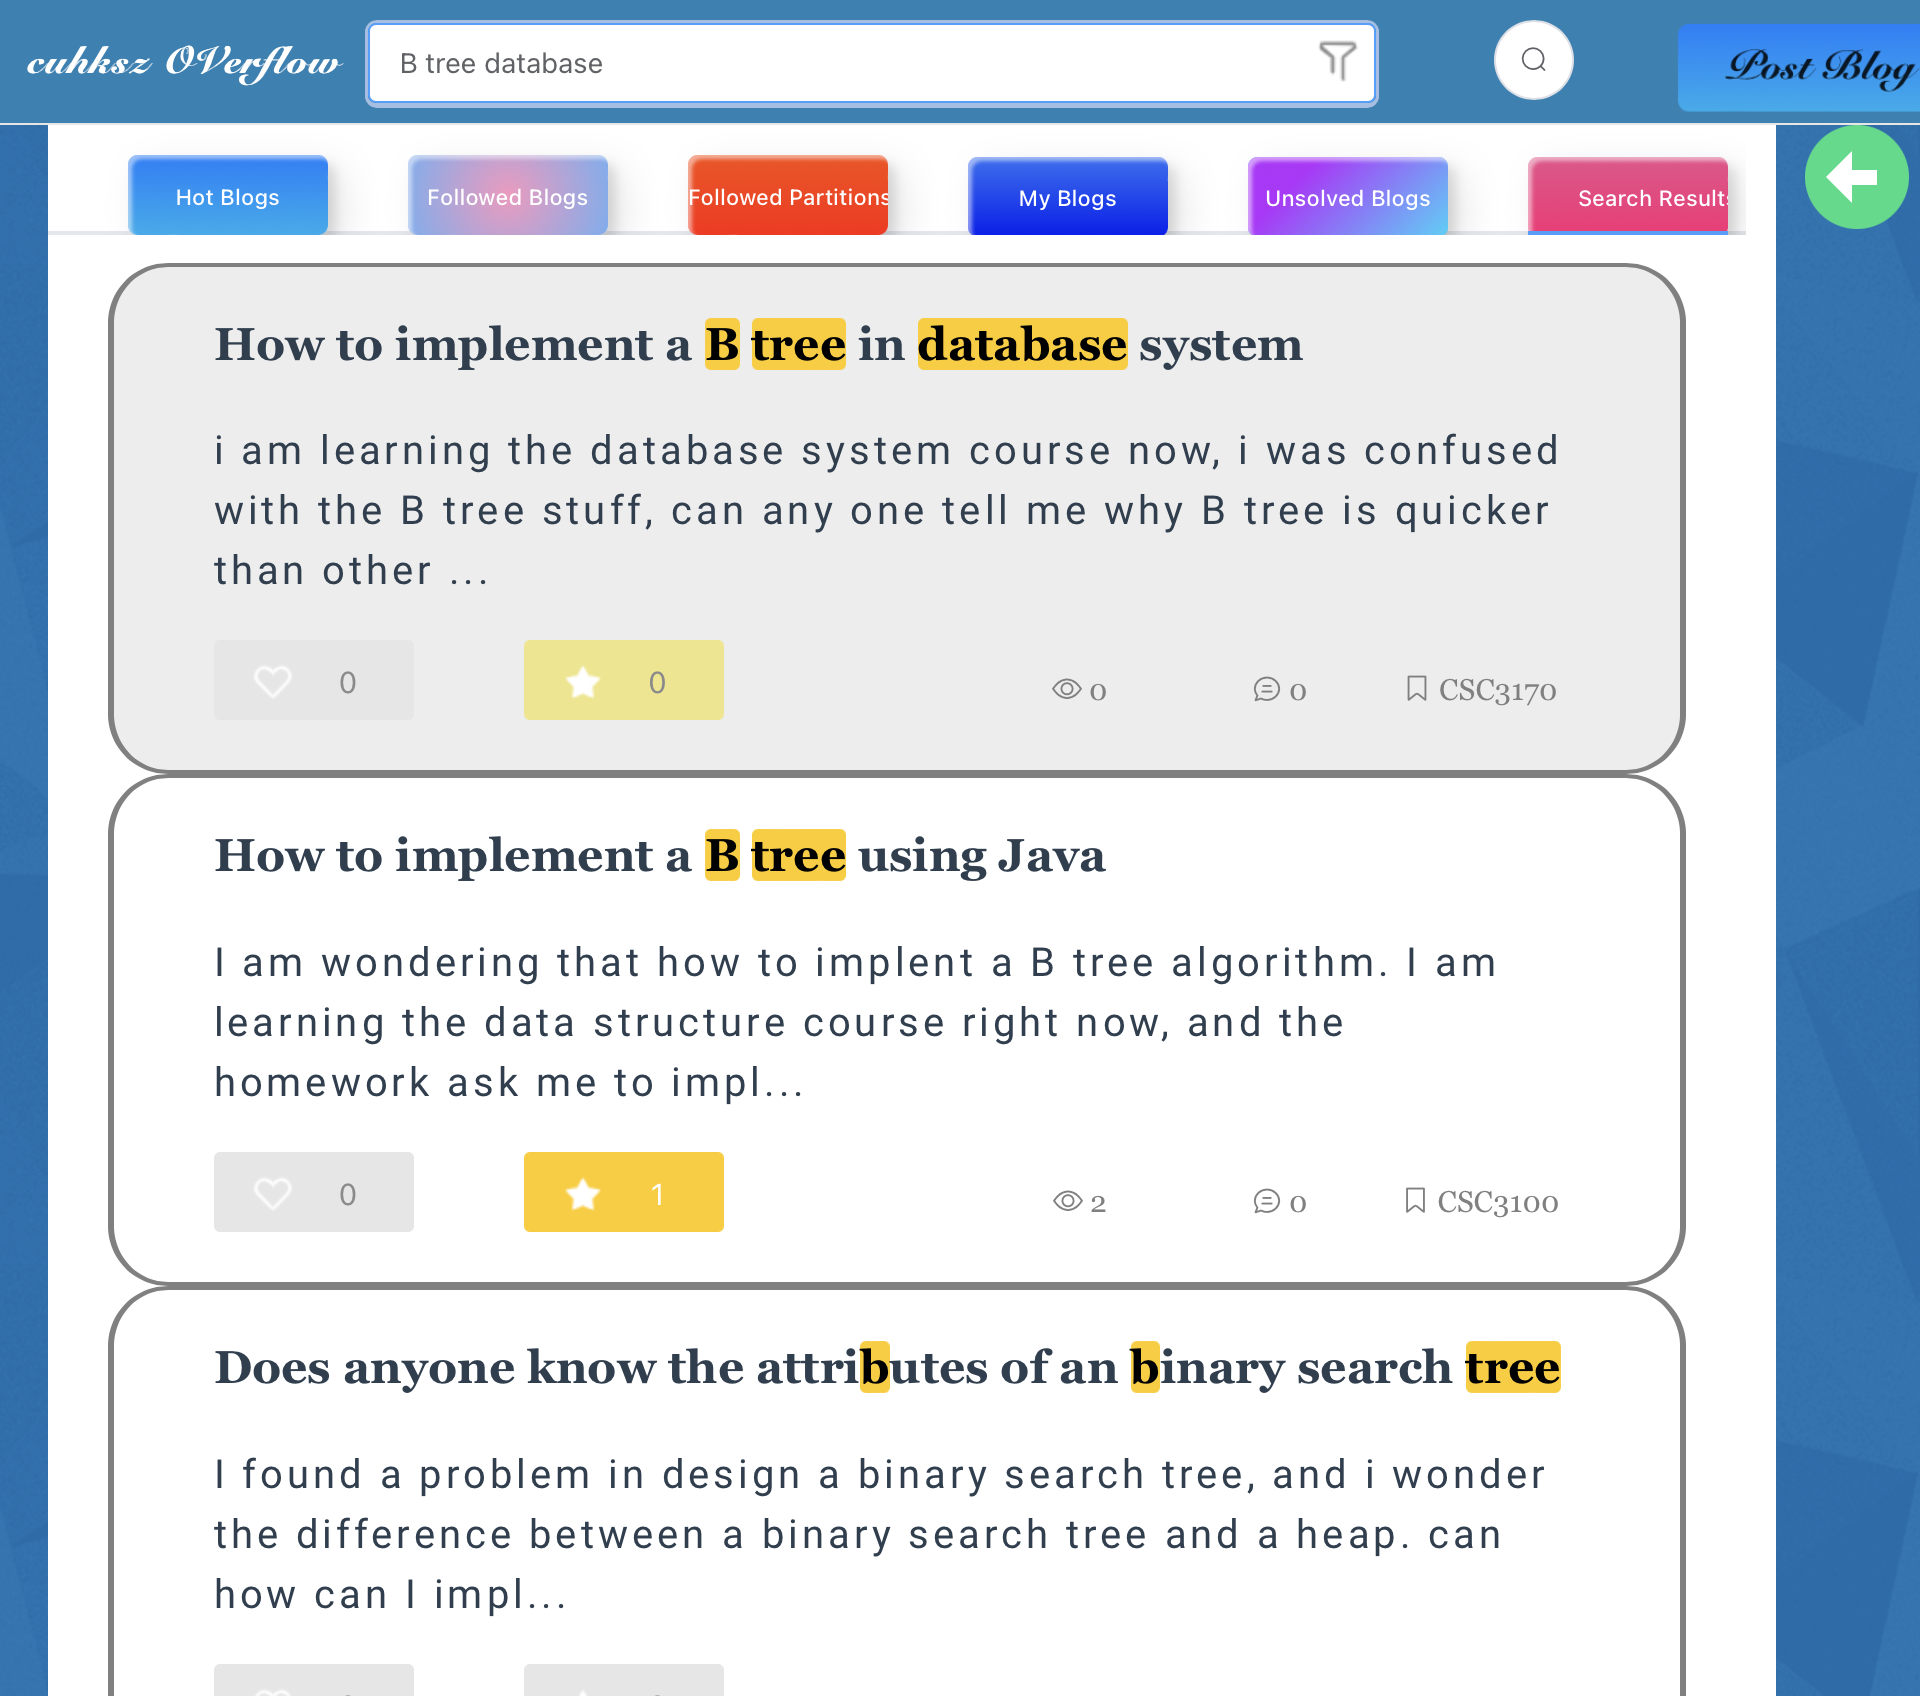 cuhksz OVerflow
B tree database
Post Blog
Hot Blogs
Followed Blogs
Followed Partitions
My Blogs
Unsolved Blogs
Search Results
How to implement a B tree in database system
i am learning the database system course now, i was confused
with the B tree stuff, can any one tell me why B tree is quicker
than other ...
0 0 0 0 CSC3170
How to implement a B tree using Java
I am wondering that how to implent a B tree algorithm. I am
learning the data structure course right now, and the
homework ask me to impl...
0 1 2 0 CSC3100
Does anyone know the attributes of an binary search tree
I found a problem in design a binary search tree, and i wonder
the difference between a binary search tree and a heap. can
how can I impl...